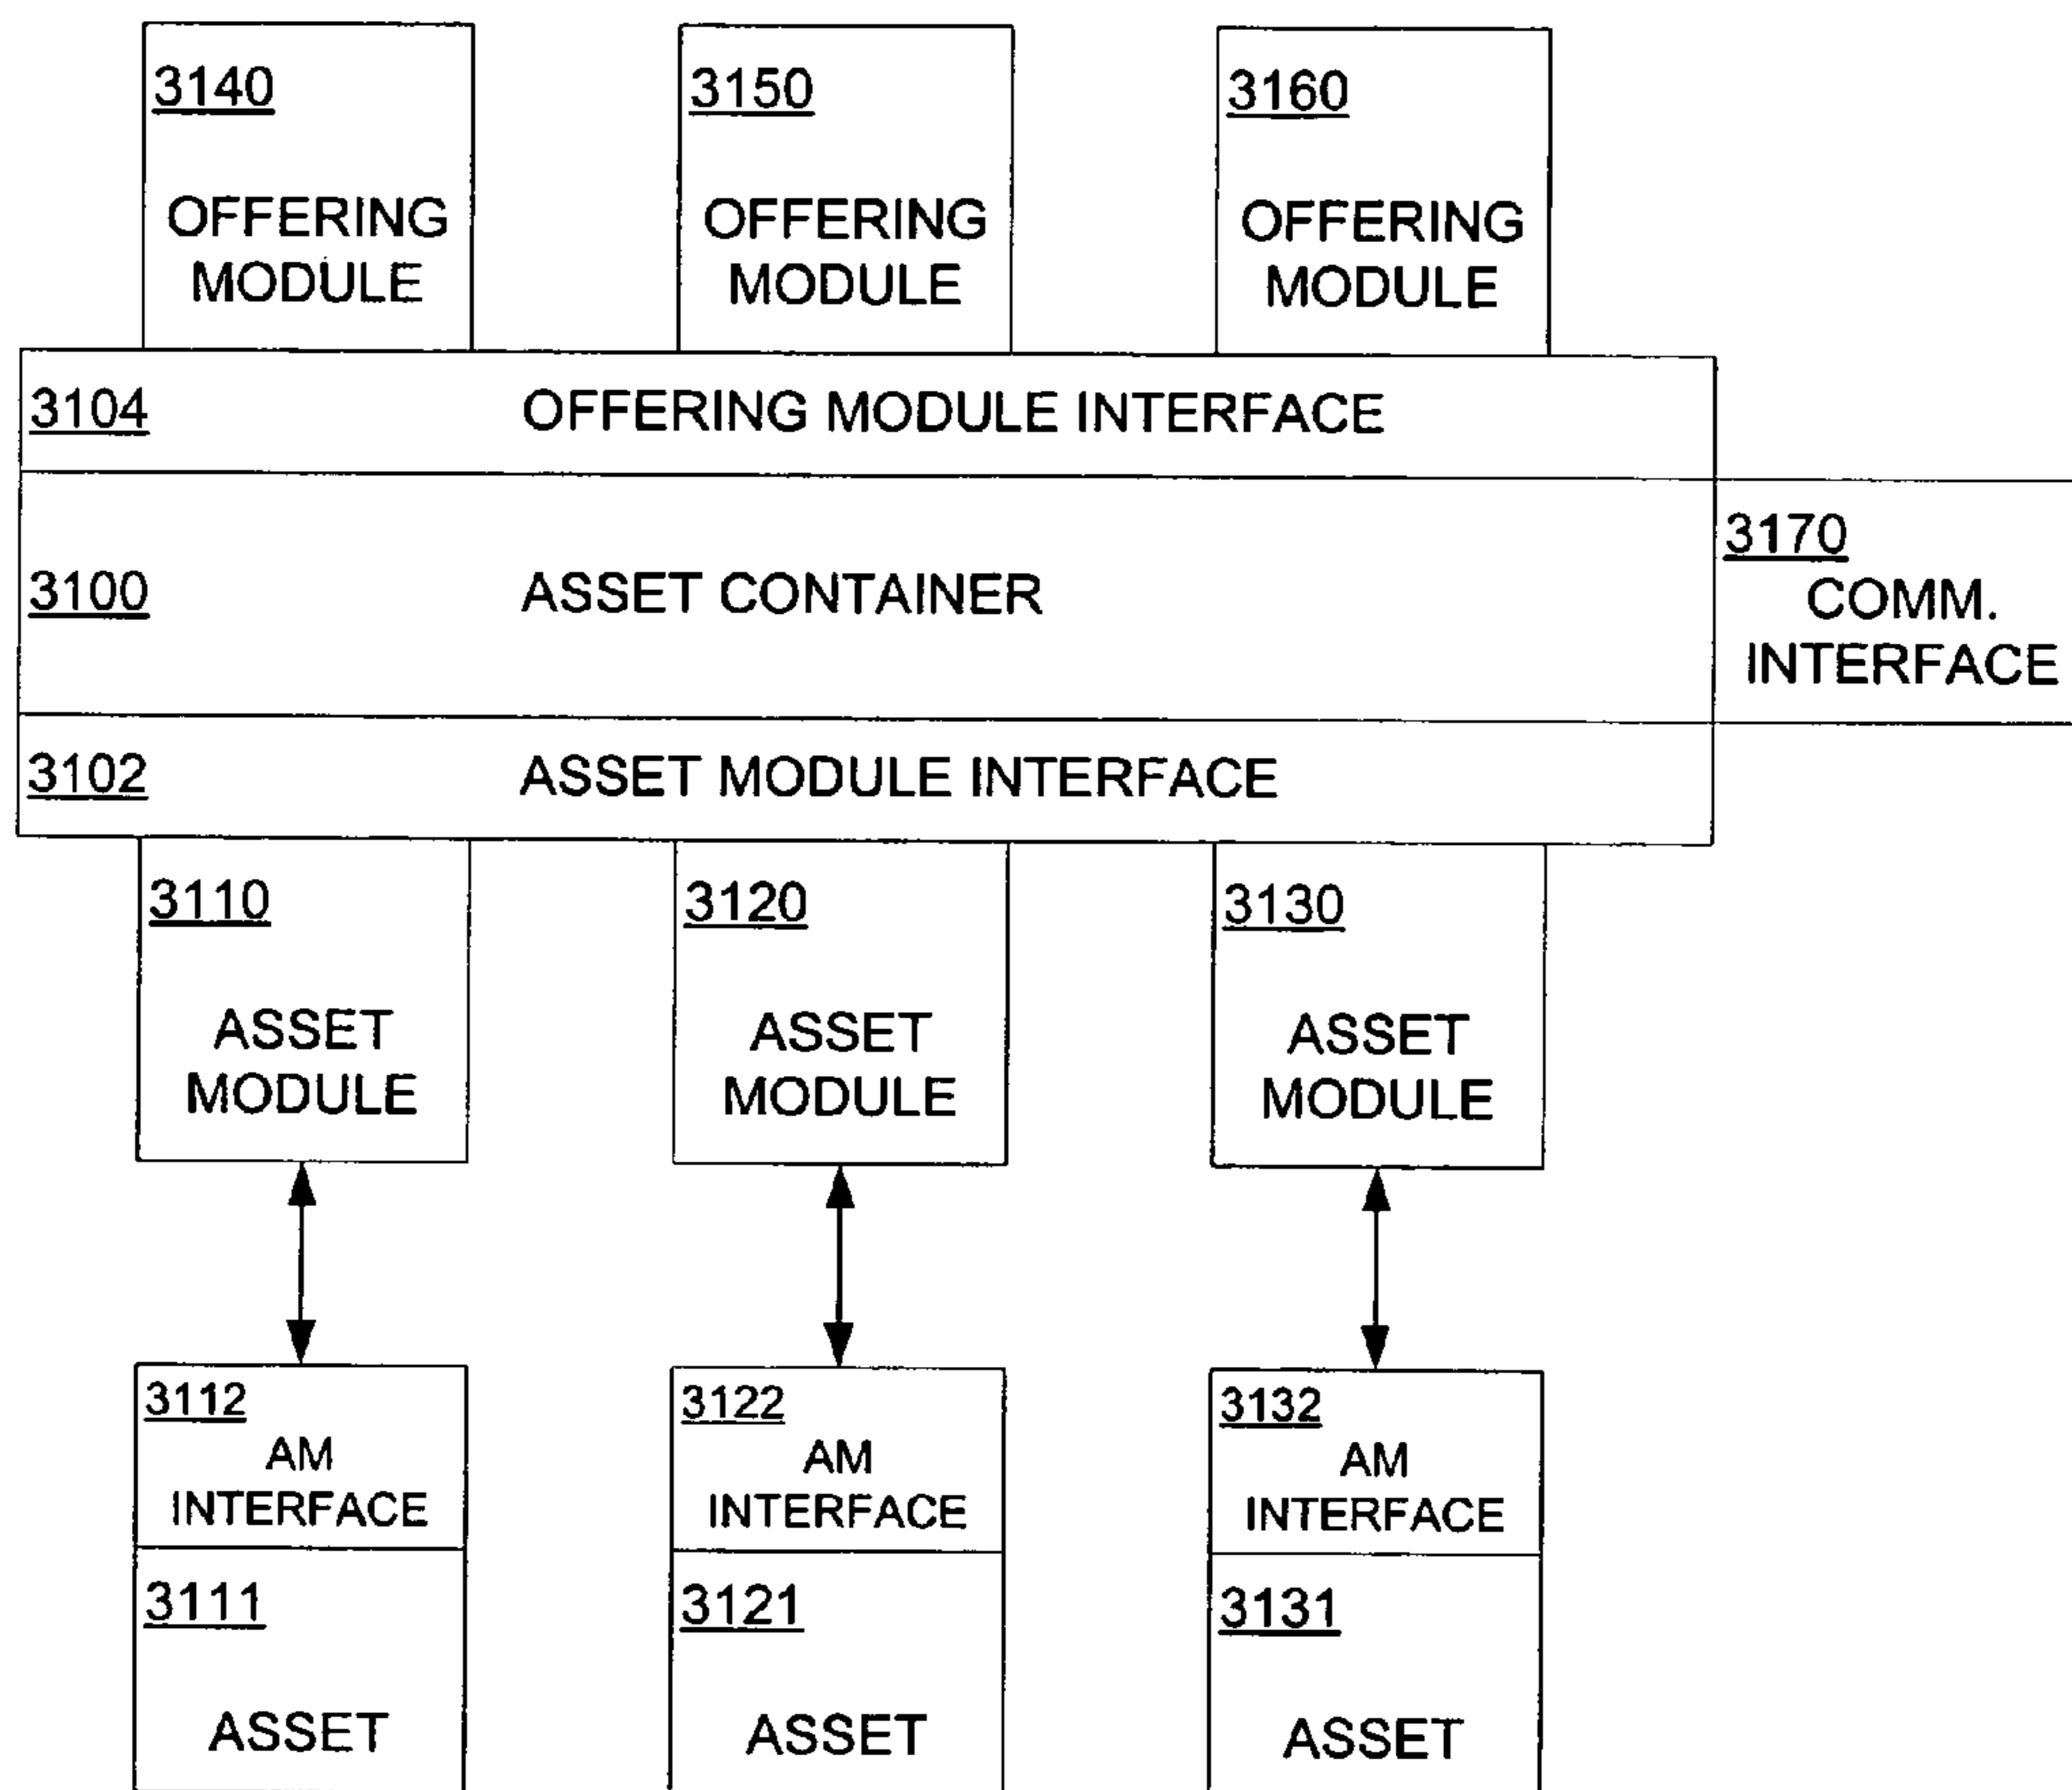 3140
OFFERING
MODULE
3150
OFFERING
MODULE
3160
OFFERING
MODULE
3104
OFFERING MODULE INTERFACE
3100
ASSET CONTAINER
3170
COMM.
INTERFACE
3102
ASSET MODULE INTERFACE
3110
ASSET
MODULE
3120
ASSET
MODULE
3130
ASSET
MODULE
3112
AM
INTERFACE
3122
AM
INTERFACE
3132
AM
INTERFACE
3111
ASSET
3121
ASSET
3131
ASSET